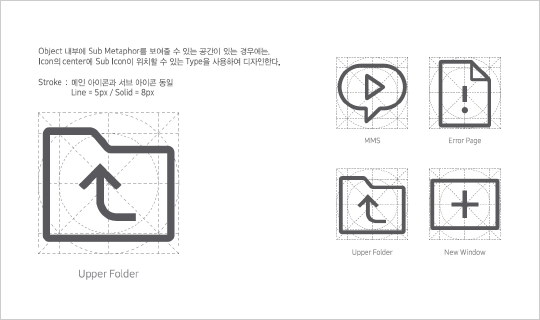 Object 내부에 Sub Metaphor를 보여줄 수 있는 공간이 있는 경우에는,
Icon의 center에 Sub Icon이 위치할 수 있는 Type을 사용하여 디자인한다.
Stroke : 메인 아이콘과 서브 아이콘 동일
Line = 5px / Solid = 8px
Upper Folder
MMS
Error Page
Upper Folder
New Window